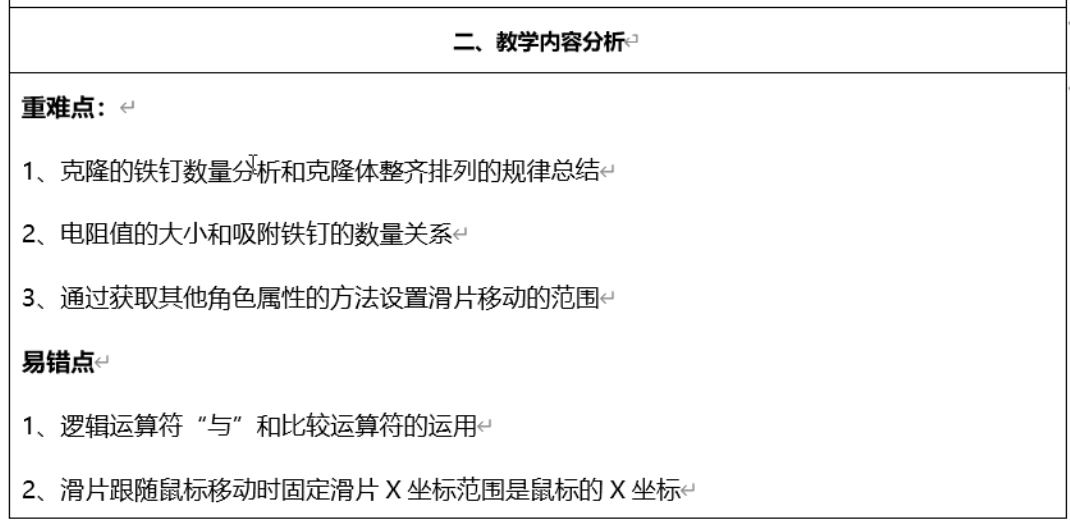 二、教学内容分析
重难点：
1、克隆的铁钉数量分析和克隆体整齐排列的规律总结
2、电阻值的大小和吸附铁钉的数量关系
3、通过获取其他角色属性的方法设置滑片移动的范围
易错点
1、逻辑运算符“与”和比较运算符的运用
2、滑片跟随鼠标移动时固定滑片 X 坐标范围是鼠标的 X 坐标